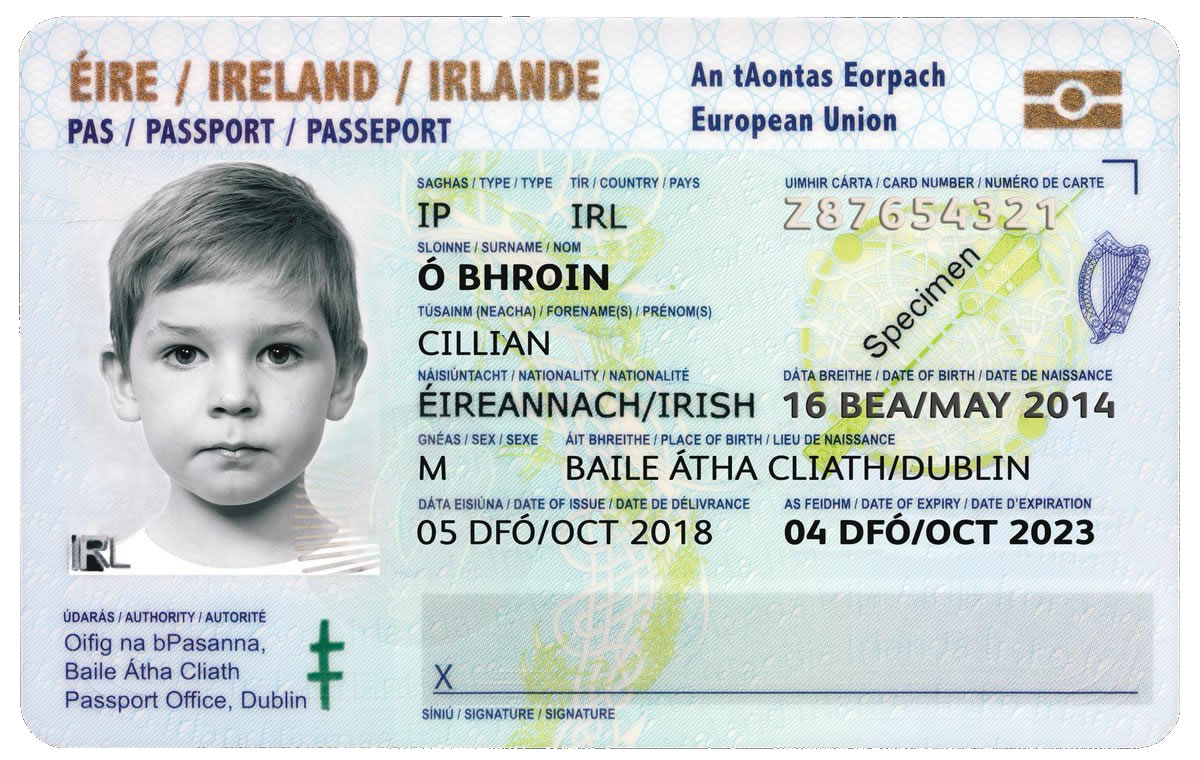 ÉIRE / IRELAND / IRLANDE
PAS / PASSPORT / PASSEPORT
An tAontas Eorpach
European Union
SAGHAS / TYPE / TYPE TÍR / COUNTRY / PAYS UIMHIR CÁRTA / CARD NUMBER / NUMÉRO DE CARTE
IP IRL Z87654321
SLOINNE / SURNAME / NOM
Ó BHROIN
Specimen
TÚSAINM (NEACHA) / FORENAME(S) / PRÉNOM(S)
CILLIAN
NÁISIÚNTACHT / NATIONALITY / NATIONALITÉ DÁTA BREITHE / DATE OF BIRTH / DATE DE NAISSANCE
ÉIREANNACH/IRISH 16 BEA/MAY 2014
GNÉAS / SEX / SEXE ÁIT BHREITHE / PLACE OF BIRTH / LIEU DE NAISSANCE
M BAILE ÁTHA CLIATH/DUBLIN
DÁTA EISIÚNA / DATE OF ISSUE / DATE DE DÉLIVRANCE AS FEIDHM / DATE OF EXPIRY / DATE D'EXPIRATION
05 DFÓ/OCT 2018 04 DFÓ/OCT 2023
IRL
ÚDARÁS / AUTHORITY / AUTORITÉ
Oifig na bPasanna,
Baile Átha Cliath
Passport Office, Dublin
X
SÍNIÚ / SIGNATURE / SIGNATURE